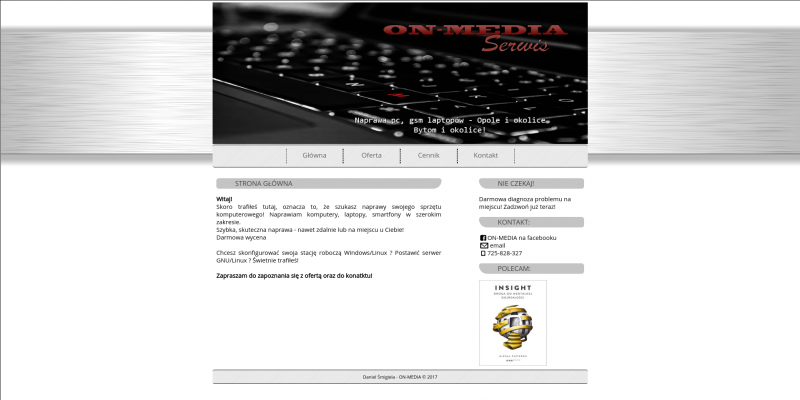 ON-MEDIA
Serwis
Naprawa pc, gsm laptopow - Opole i okolice.
Bytom i okolice!
Główna
Oferta
Cennik
Kontakt
STRONA GŁÓWNA
Witaj!
Skoro trafiłeś tutaj, oznacza to, że szukasz naprawy swojego sprzętu
komputerowego! Naprawiam komputery, laptopy, smartfony w szerokim
zakresie.
Szybka, skuteczna naprawa - nawet zdalnie lub na miejscu u Ciebie!
Darmowa wycena
Chcesz skonfigurować swoja stację roboczą Windows/Linux ? Postawić serwer
GNU/Linux ? Świetnie trafiłeś!
Zapraszam do zapoznania się z ofertą oraz do konatktu!
NIE CZEKAJ!
Darmowa diagnoza problemu na
miejscu! Zadzwoń już teraz!
KONTAKT:
ON-MEDIA na facebooku
email
725-828-327
POLECAM:
INSIGHT
Daniel Śmigiela - ON-MEDIA © 2017